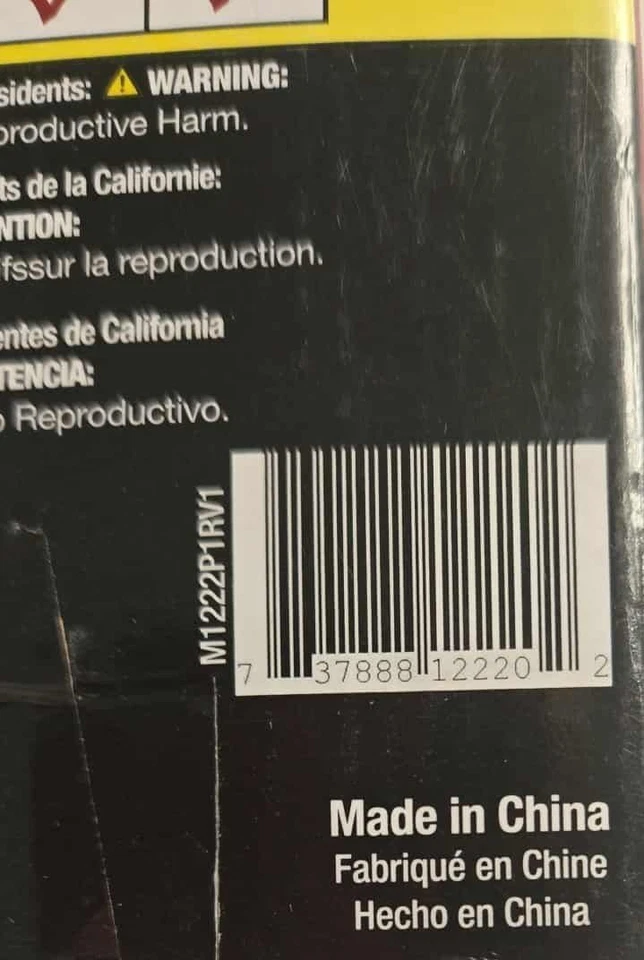 sidents: ⚠ WARNING:
productive Harm.
ts de la Californie:
NTION:
fssur la reproduction.
entes de California
TENCIA:
o Reproductivo.
M1222P1RV1
7 37888 12220 2
Made in China
Fabriqué en Chine
Hecho en China